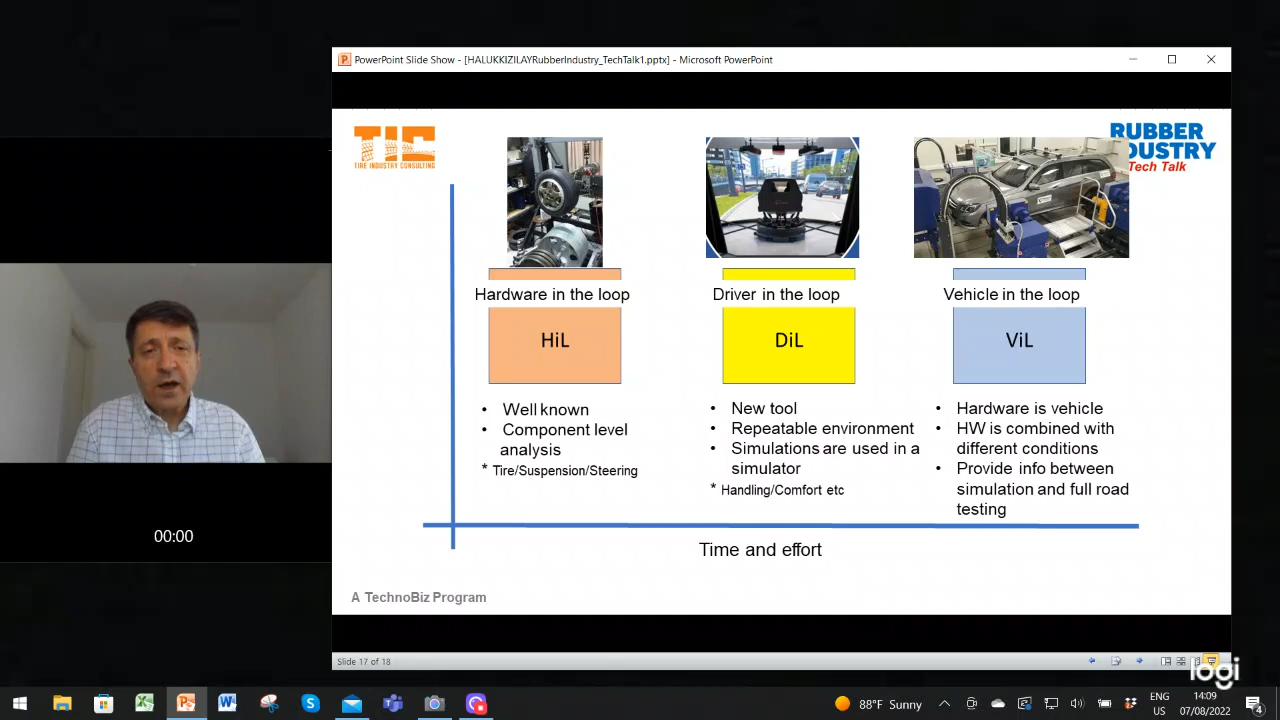 PowerPoint Slide Show - [HALUKKIZILAYRubberIndustry_TechTalk1.pptx] - Microsoft PowerPoint
TIC
TIRE INDUSTRY CONSULTING
RUBBER
DUSTRY
Tech Talk
Hardware in the loop
Driver in the loop
Vehicle in the loop
HiL
DiL
ViL
• Well known
• Component level
analysis
* Tire/Suspension/Steering
• New tool
• Repeatable environment
• Simulations are used in a
simulator
* Handling/Comfort etc
• Hardware is vehicle
• HW is combined with
different conditions
• Provide info between
simulation and full road
testing
Time and effort
A TechnoBiz Program
00:00
Slide 17 of 18
logi
88°F Sunny
ENG
US
14:09
07/08/2022
4